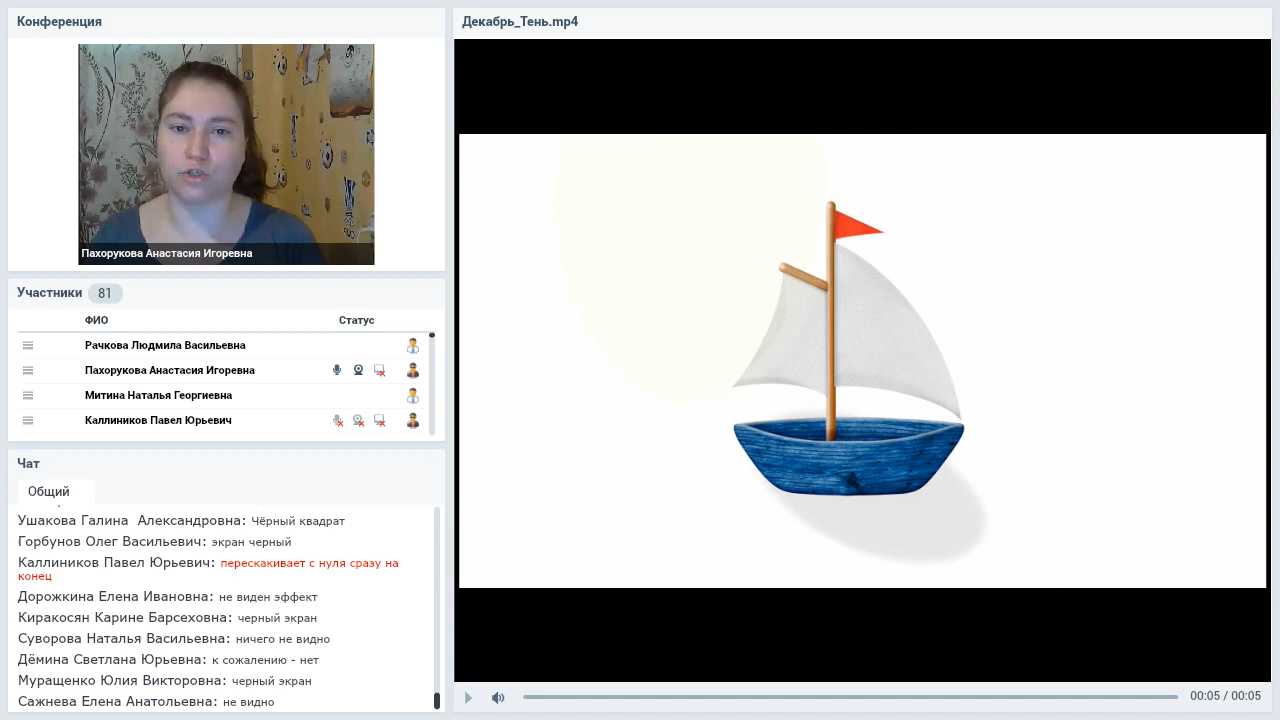 Конференция
Пахорукова Анастасия Игоревна
Участники 81
ФИО Статус
Рачкова Людмила Васильевна
Пахорукова Анастасия Игоревна
Митина Наталья Георгиевна
Каллиников Павел Юрьевич
Чат
Общий
Ушакова Галина Александровна: Чёрный квадрат
Горбунов Олег Васильевич: экран черный
Каллиников Павел Юрьевич: перескакивает с нуля сразу на
конец
Дорожкина Елена Ивановна: не виден эффект
Киракосян Карине Барсеховна: черный экран
Суворова Наталья Васильевна: ничего не видно
Дёмина Светлана Юрьевна: к сожалению - нет
Муращенко Юлия Викторовна: черный экран
Сажнева Елена Анатольевна: не видно
Декабрь_Тень.mp4
00:05 / 00:05